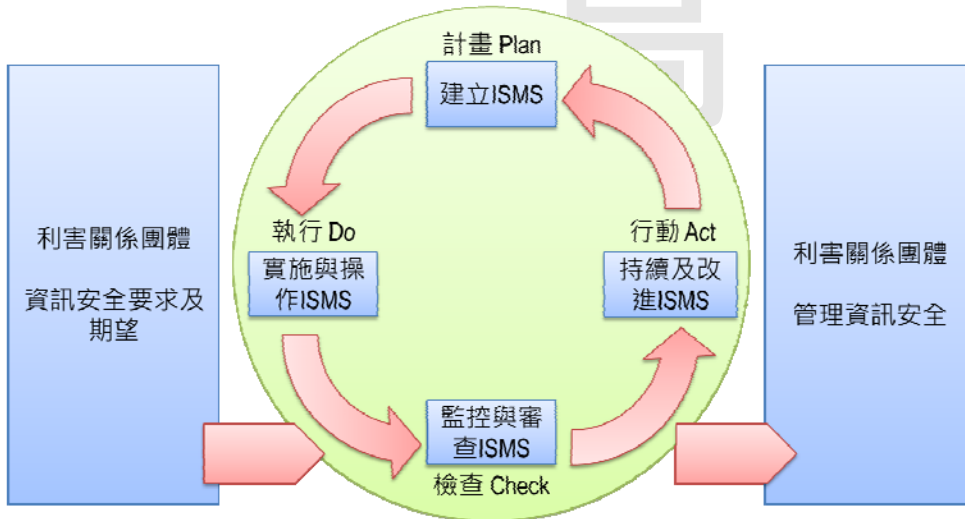 計畫 Plan
建立ISMS
利害關係團體
資訊安全要求及
期望
執行 Do
實施與操
作ISMS
行動 Act
持續及改
進ISMS
利害關係團體
管理資訊安全
監控與審
查ISMS
檢查 Check